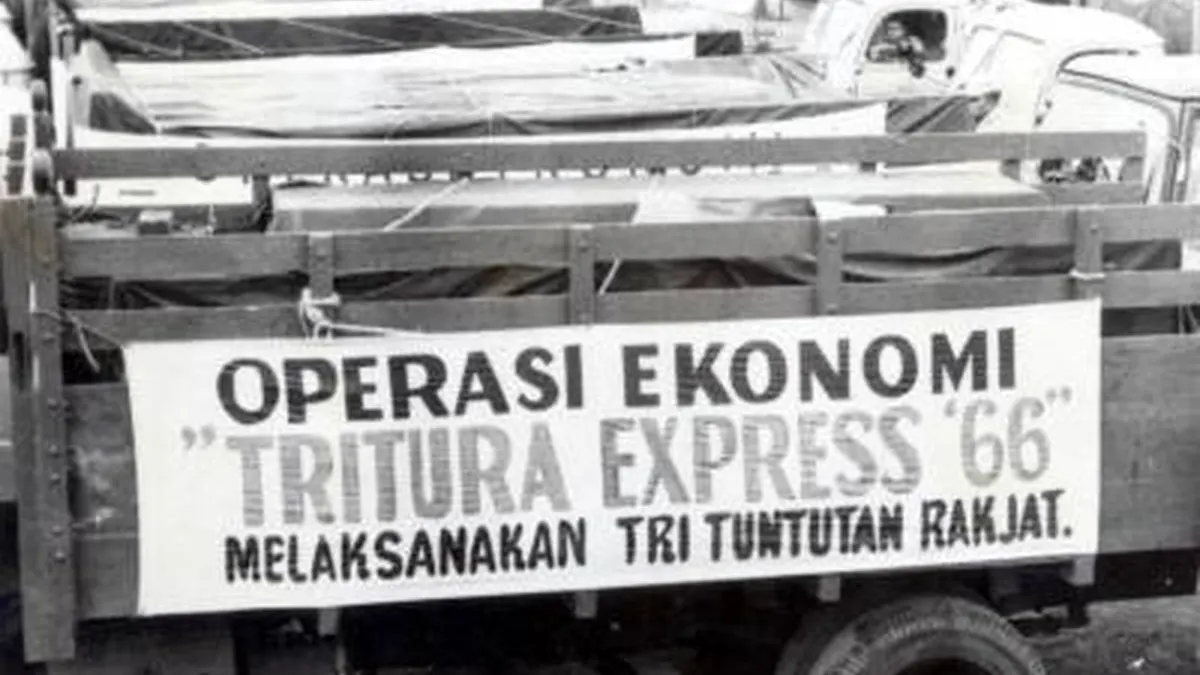 OPERASI EKONOMI
"TRITURA EXPRESS '66"
MELAKSANAKAN TRI TUNTUTAN RAKJAT.